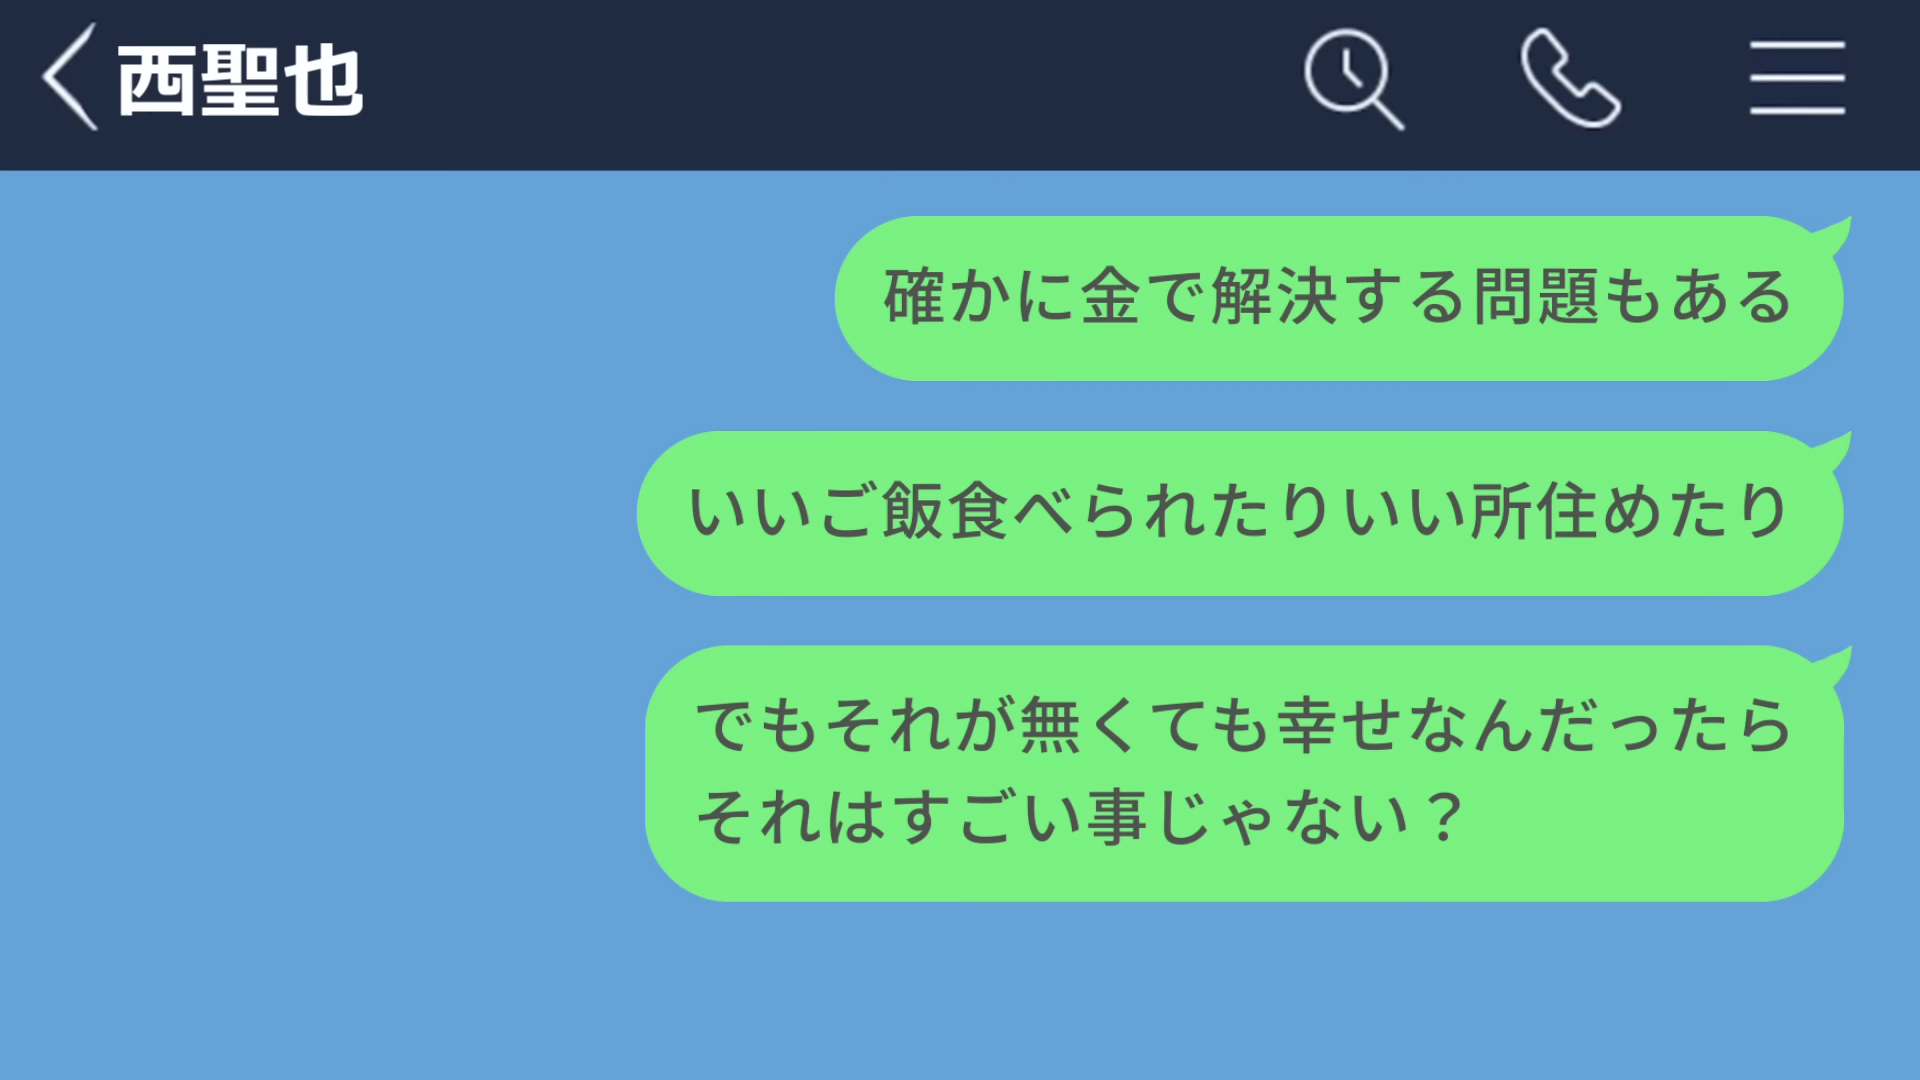 西聖也
確かに金で解決する問題もある
いいご飯食べられたりいい所住めたり
でもそれが無くても幸せなんだったら
それはすごい事じゃない？